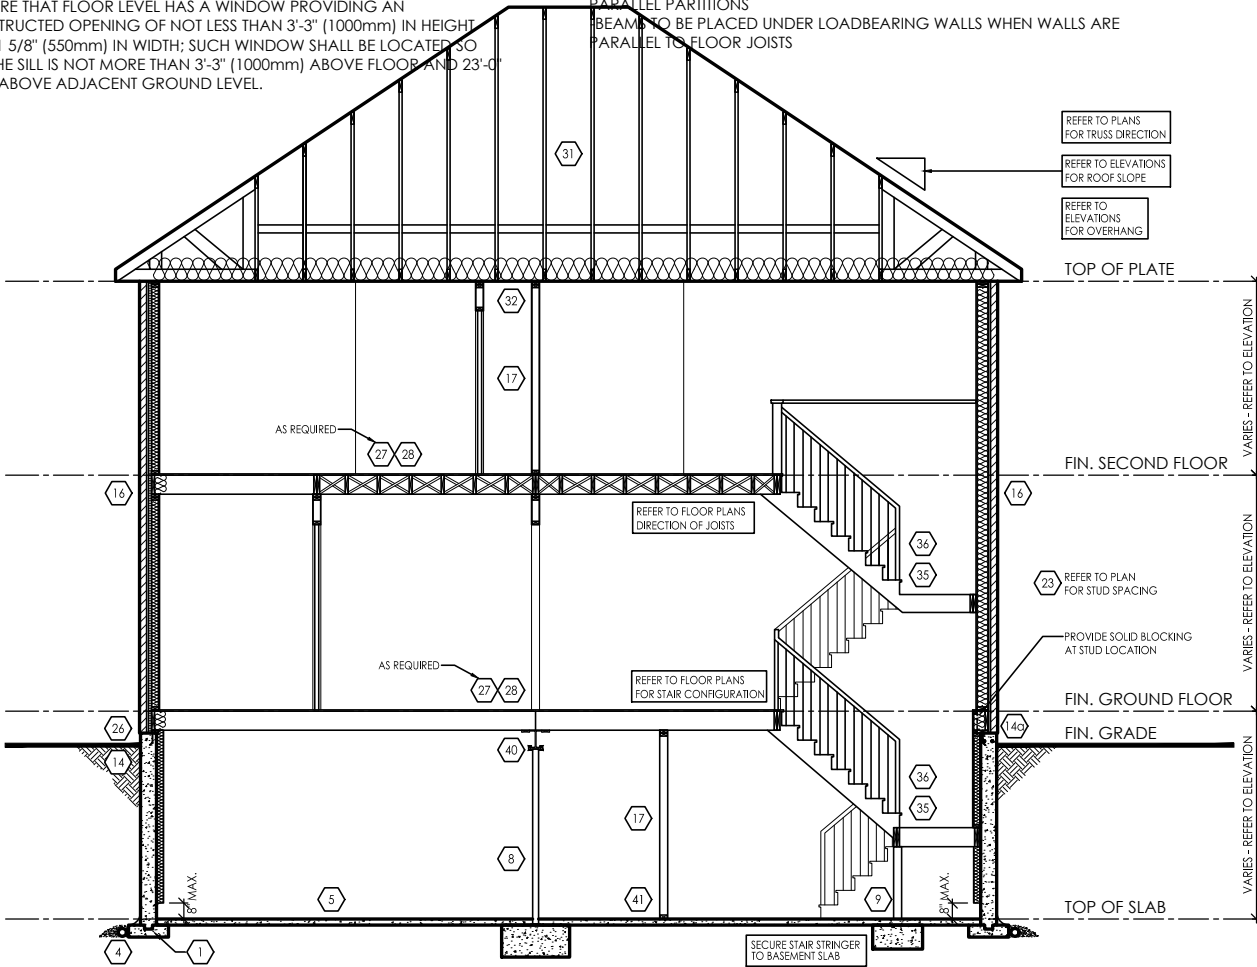 RE THAT FLOOR LEVEL HAS A WINDOW PROVIDING AN
TRUCTED OPENING OF NOT LESS THAN 3'-3" (1000mm) IN HEIGHT
5/8" (550mm) IN WIDTH; SUCH WINDOW SHALL BE LOCATED SO
HE SILL IS NOT MORE THAN 3'-3" (1000mm) ABOVE FLOOR AND 23'-0"
ABOVE ADJACENT GROUND LEVEL.
PARALLEL PARTITIONS
BEAMS TO BE PLACED UNDER LOADBEARING WALLS WHEN WALLS ARE
PARALLEL TO FLOOR JOISTS
REFER TO PLANS
FOR TRUSS DIRECTION
31
REFER TO ELEVATIONS
FOR ROOF SLOPE
REFER TO
ELEVATIONS
FOR OVERHANG
TOP OF PLATE
32
VARIES - REFER TO ELEVATION
17
AS REQUIRED
27
28
FIN. SECOND FLOOR
16
16
REFER TO FLOOR PLANS
DIRECTION OF JOISTS
36
35
VARIES - REFER TO ELEVATION
23
REFER TO PLAN
FOR STUD SPACING
PROVIDE SOLID BLOCKING
AT STUD LOCATION
AS REQUIRED
27
28
REFER TO FLOOR PLANS
FOR STAIR CONFIGURATION
FIN. GROUND FLOOR
26
14a
FIN. GRADE
40
14
36
35
VARIES - REFER TO ELEVATION
17
8
8" MAX.
5
41
9
8" MAX.
TOP OF SLAB
4
1
SECURE STAIR STRINGER
TO BASEMENT SLAB